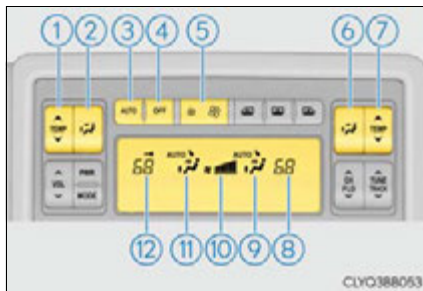 ① ② ③ ④ ⑤ ⑥ ⑦
AUTO OFF
TEMP TEMP
AUTO AUTO
68 68
VOL PWR
MODE
CH FLD TUNE TRACK
⑫ ⑪ ⑩ ⑨ ⑧
CLYO388053